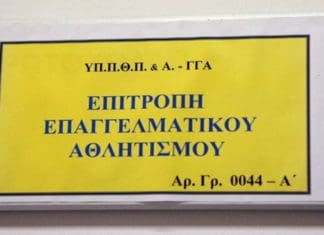 ΥΠ.Π.Θ.Π. & Α. - ΓΓΑ
ΕΠΙΤΡΟΠΗ
ΕΠΑΓΓΕΛΜΑΤΙΚΟΥ
ΑΘΛΗΤΙΣΜΟΥ
Αρ. Γρ. 0044 – Α΄